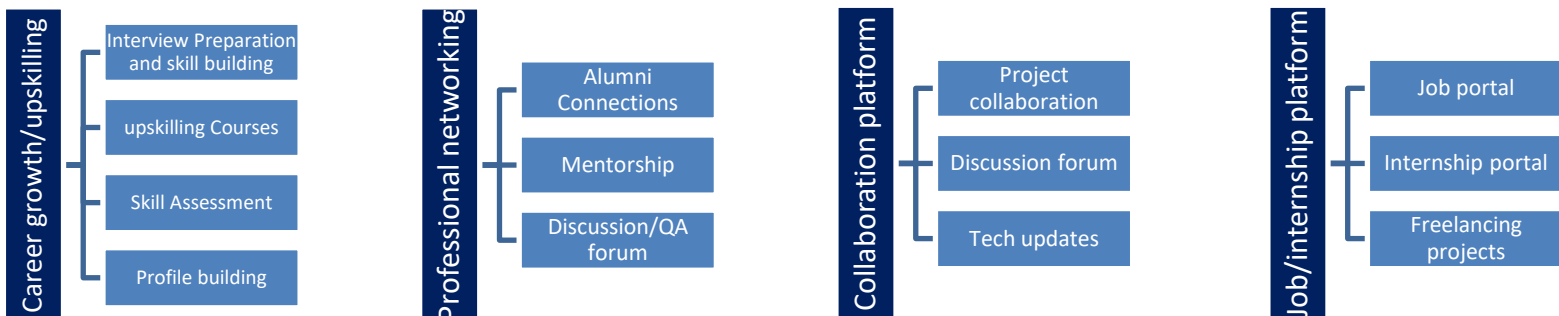 Career growth/upskilling
Interview Preparation
and skill building
upskilling Courses
Skill Assessment
Profile building
Professional networking
Alumni
Connections
Mentorship
Discussion/QA
forum
Collaboration platform
Project
collaboration
Discussion forum
Tech updates
Job/internship platform
Job portal
Internship portal
Freelancing
projects